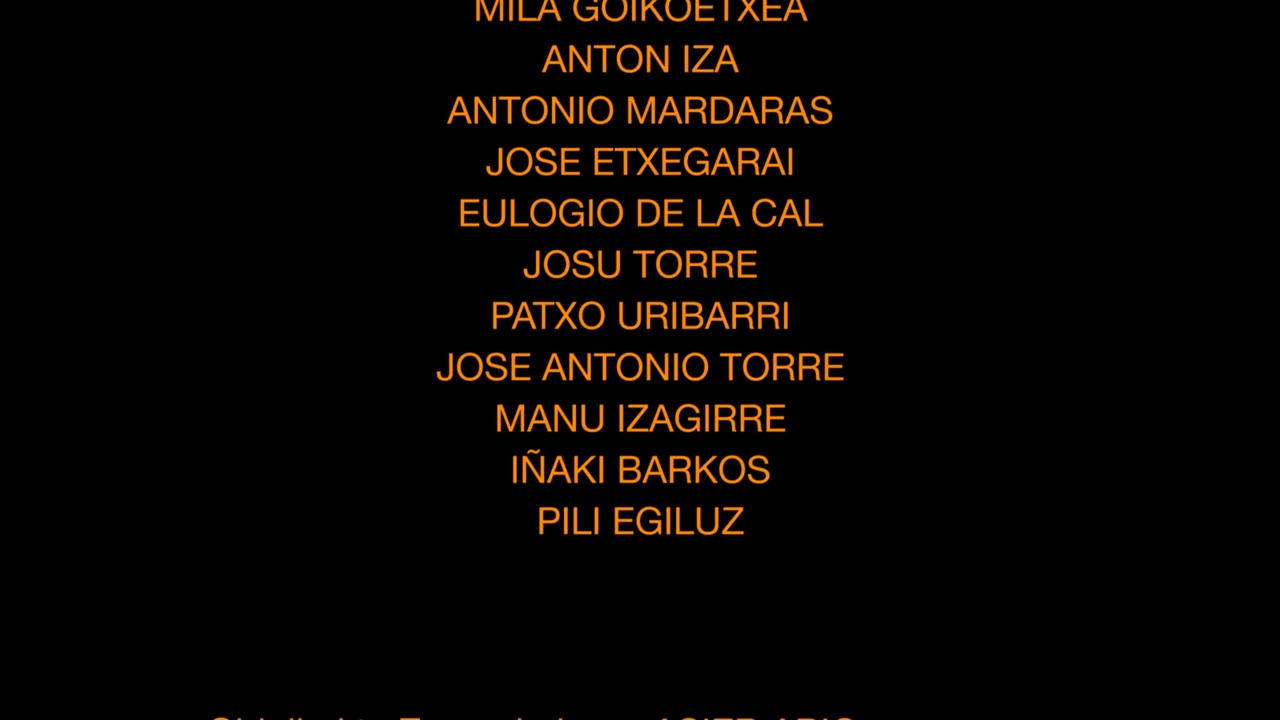 MILA GOIKOETXEA
ANTON IZA
ANTONIO MARDARAS
JOSE ETXEGARAI
EULOGIO DE LA CAL
JOSU TORRE
PATXO URIBARRI
JOSE ANTONIO TORRE
MANU IZAGIRRE
IÑAKI BARKOS
PILI EGILUZ